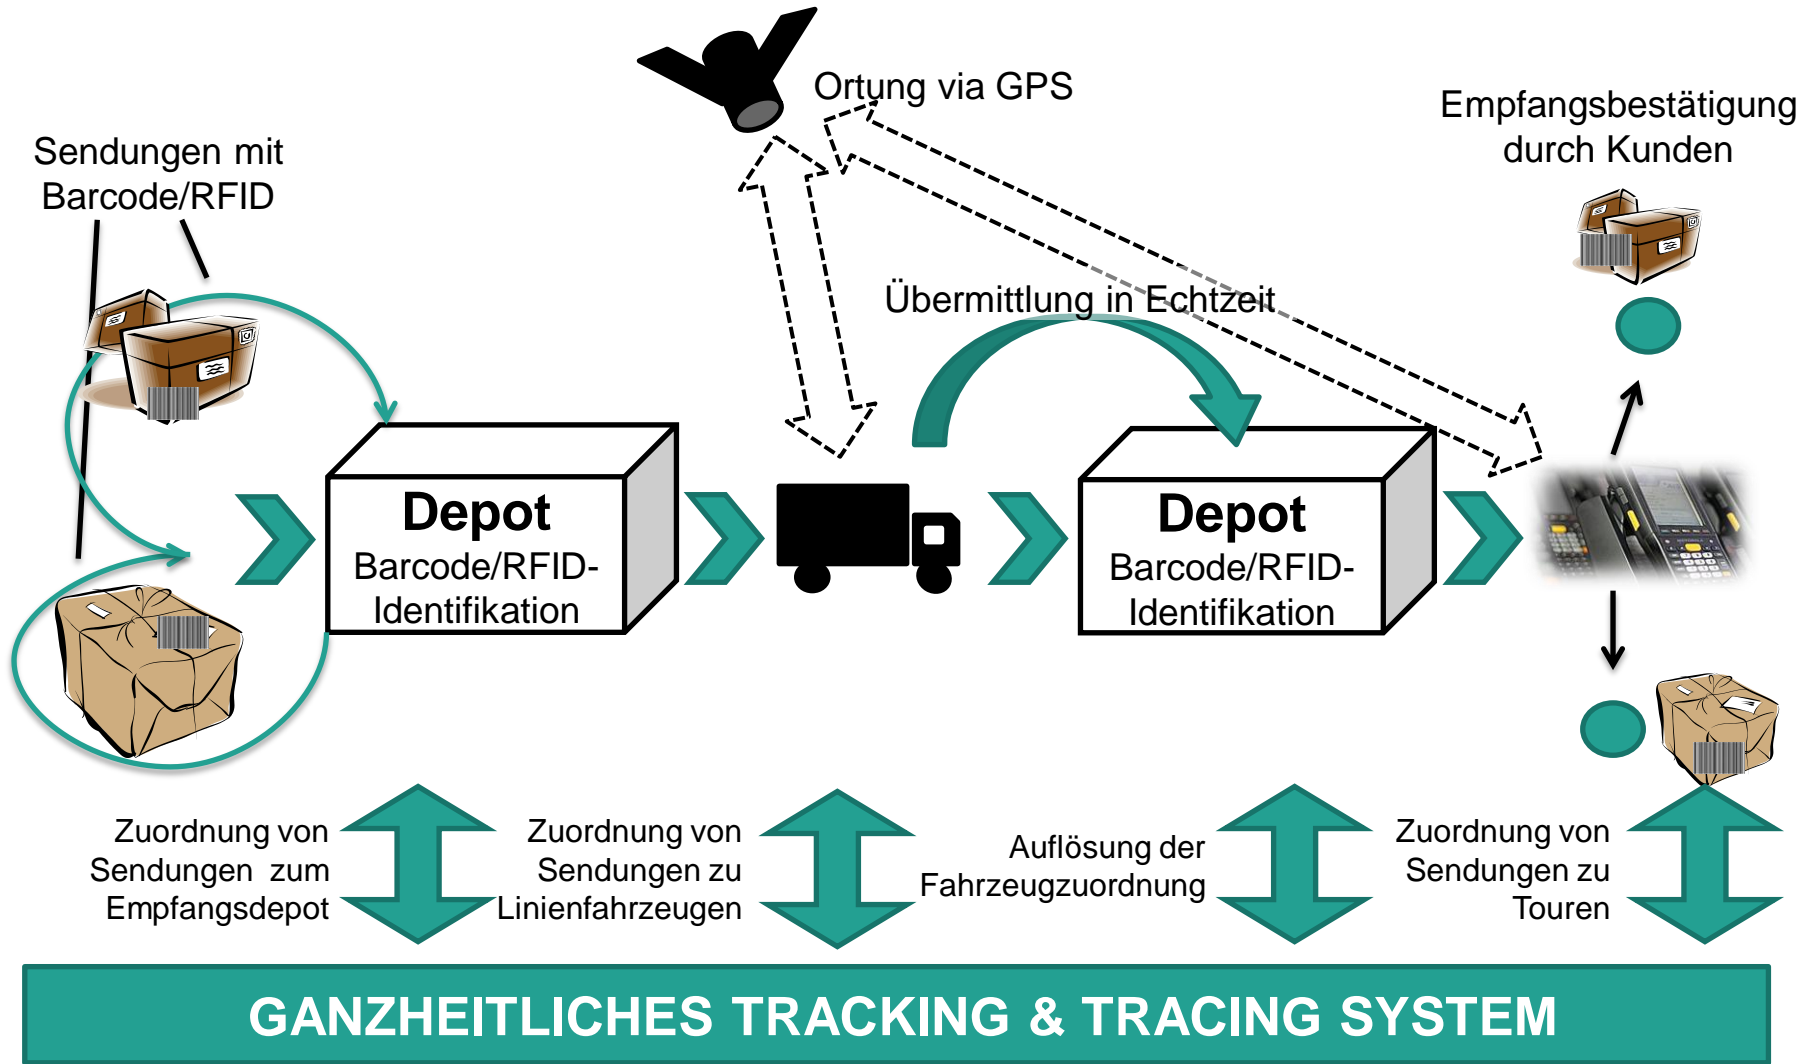 Ortung via GPS
Empfangsbestätigung
durch Kunden
Sendungen mit
Barcode/RFID
Übermittlung in Echtzeit
Depot
Barcode/RFID-
Identifikation
Depot
Barcode/RFID-
Identifikation
Zuordnung von
Sendungen zum
Empfangsdepot
Zuordnung von
Sendungen zu
Linienfahrzeugen
Auflösung der
Fahrzeugzuordnung
Zuordnung von
Sendungen zu
Touren
GANZHEITLICHES TRACKING & TRACING SYSTEM